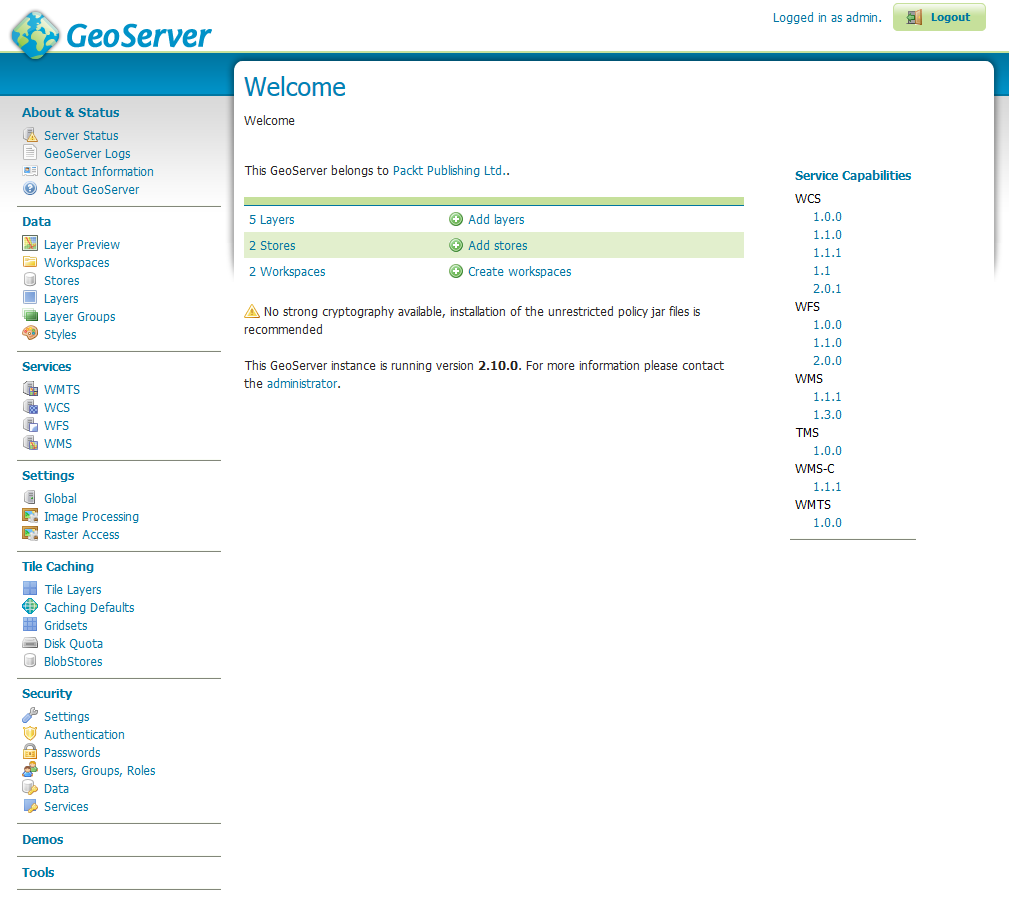 GeoServer
Logged in as admin.
Logout
About & Status
Server Status
GeoServer Logs
Contact Information
About GeoServer
Data
Layer Preview
Workspaces
Stores
Layers
Layer Groups
Styles
Services
WMTS
WCS
WFS
WMS
Settings
Global
Image Processing
Raster Access
Tile Caching
Tile Layers
Caching Defaults
Gridsets
Disk Quota
BlobStores
Security
Settings
Authentication
Passwords
Users, Groups, Roles
Data
Services
Demos
Tools
Welcome
Welcome
This GeoServer belongs to Packt Publishing Ltd..
5 Layers Add layers
2 Stores Add stores
2 Workspaces Create workspaces
No strong cryptography available, installation of the unrestricted policy jar files is
recommended
This GeoServer instance is running version 2.10.0. For more information please contact
the administrator.
Service Capabilities
WCS
1.0.0
1.1.0
1.1.1
1.1
2.0.1
WFS
1.0.0
1.1.0
2.0.0
WMS
1.1.1
1.3.0
TMS
1.0.0
WMS-C
1.1.1
WMTS
1.0.0